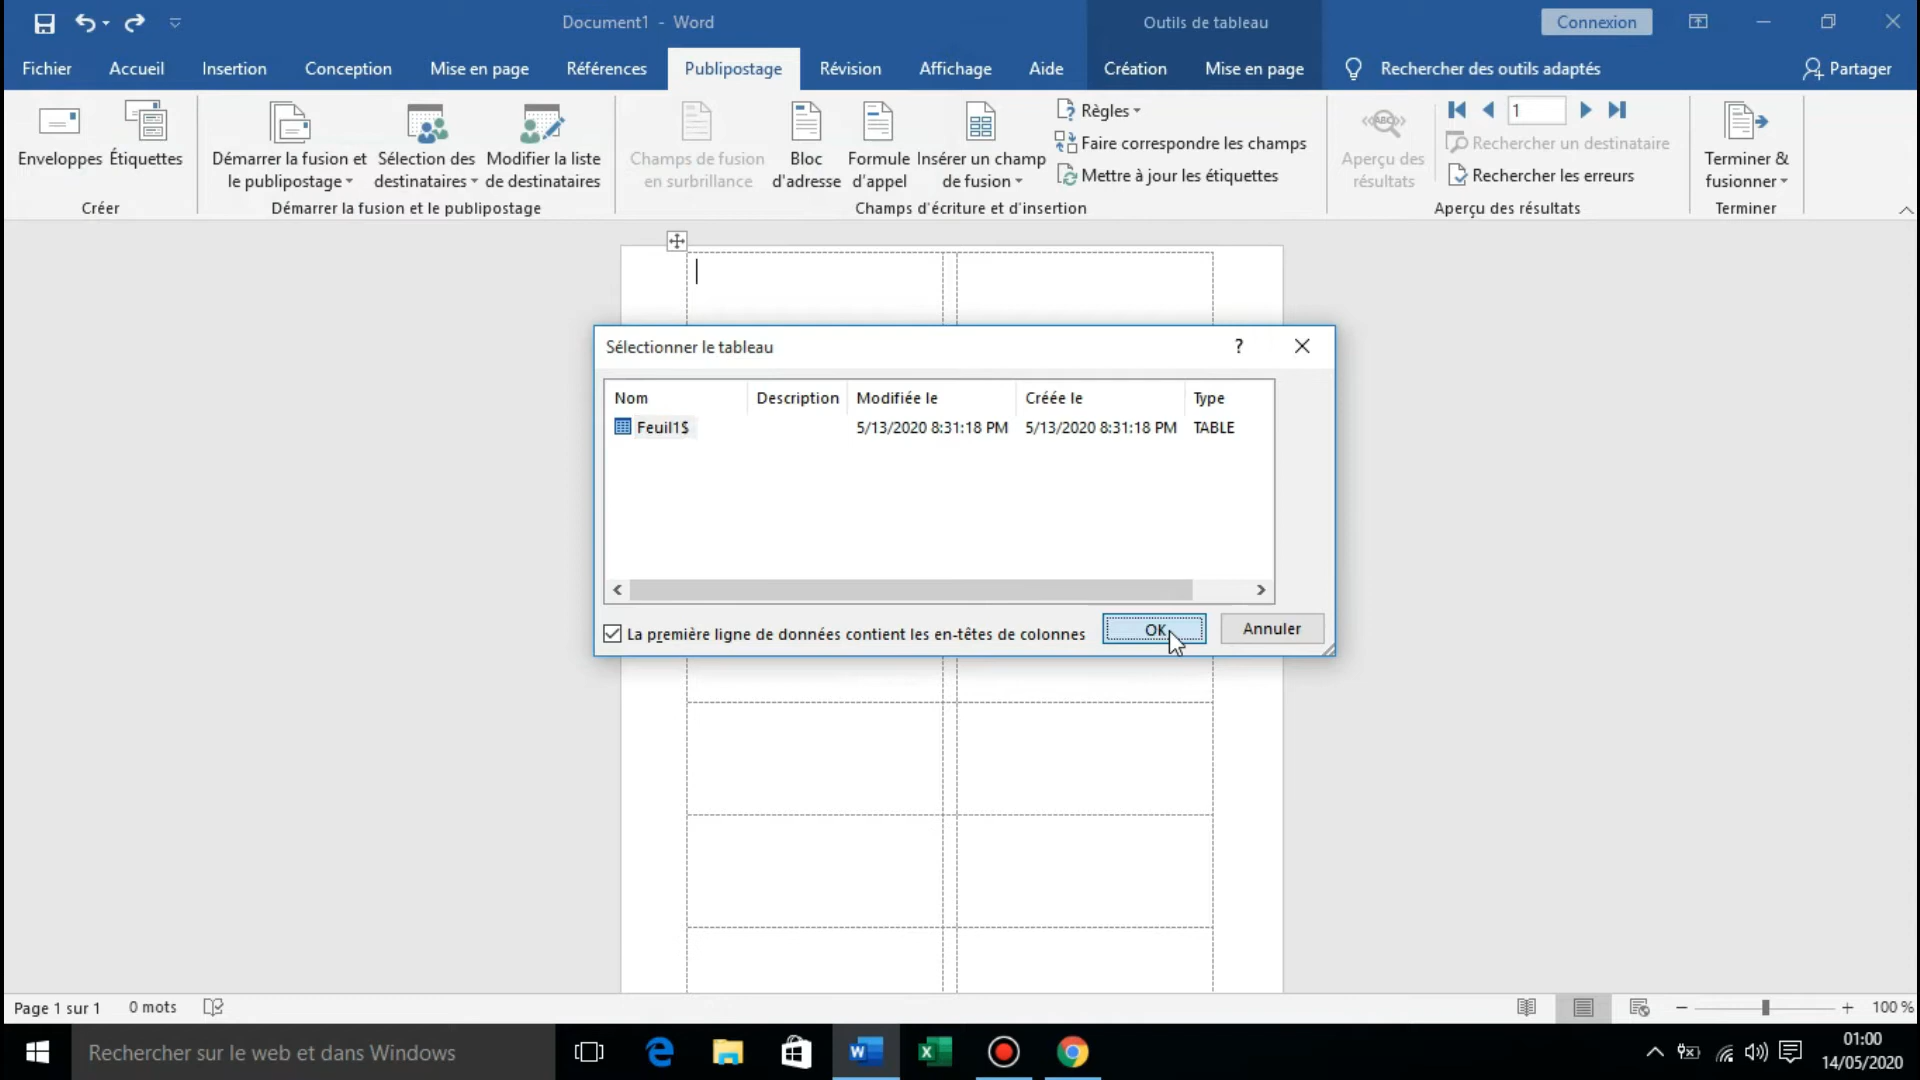 Document1 - Word
Outils de tableau
Connexion
Fichier Accueil Insertion Conception Mise en page Références Publipostage Révision Affichage Aide Création Mise en page Rechercher des outils adaptés Partager
Enveloppes Étiquettes
Créer
Démarrer la fusion et
le publipostage
Sélection des
destinataires
Modifier la liste
de destinataires
Démarrer la fusion et le publipostage
Champs de fusion
en surbrillance
Bloc
d'adresse
Formule
d'appel
Insérer un champ
de fusion
Règles
Faire correspondre les champs
Mettre à jour les étiquettes
Champs d'écriture et d'insertion
ABC
Aperçu des
résultats
1
Rechercher un destinataire
Rechercher les erreurs
Aperçu des résultats
Terminer &
fusionner
Terminer
Sélectionner le tableau ?
Nom Description Modifiée le Créée le Type
Feuil1$ 5/13/2020 8:31:18 PM 5/13/2020 8:31:18 PM TABLE
La première ligne de données contient les en-têtes de colonnes
OK Annuler
Page 1 sur 1 0 mots 100 %
Rechercher sur le web et dans Windows
01:00
14/05/2020